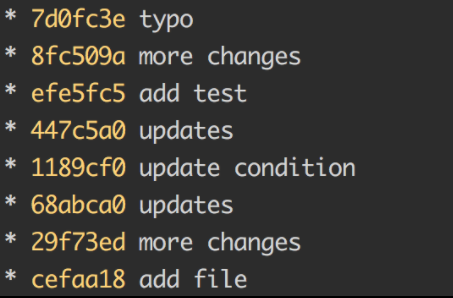 * 7d0fc3e typo
* 8fc509a more changes
* efe5fc5 add test
* 447c5a0 updates
* 1189cf0 update condition
* 68abca0 updates
* 29f73ed more changes
* cefaa18 add file